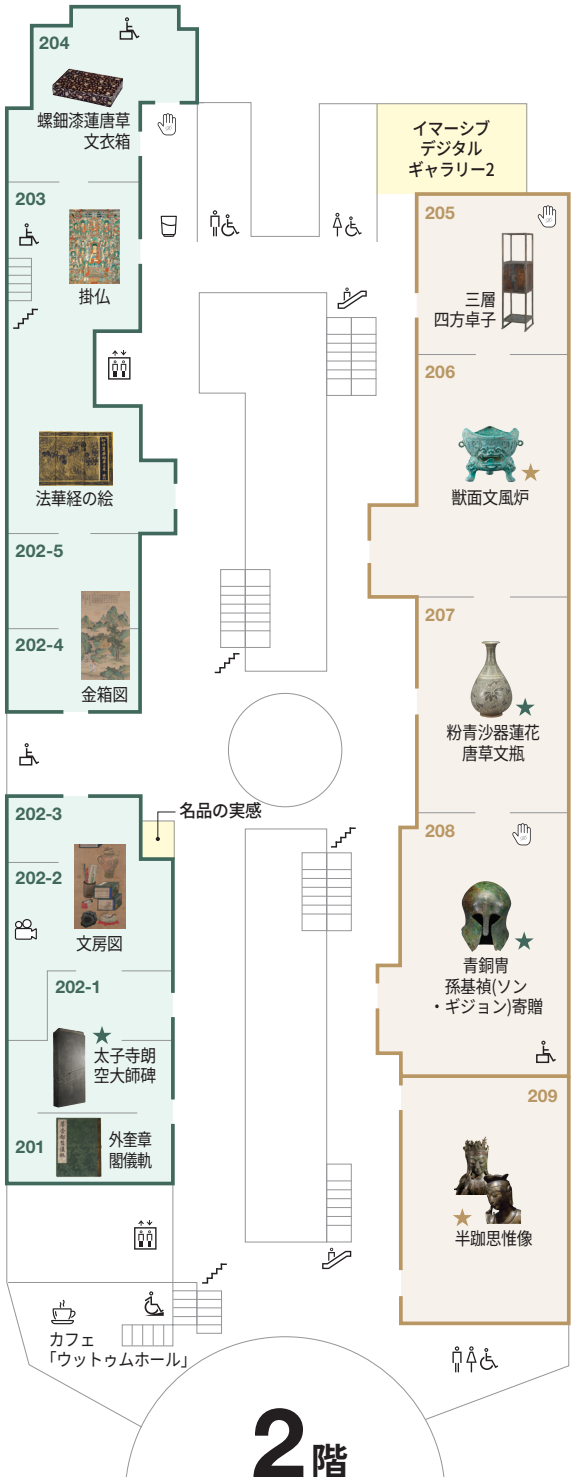 204
螺鈿漆蓮唐草
文衣箱
203
掛仏
法華経の絵
202-5
202-4
金箱図
202-3
名品の実感
202-2
文房図
202-1
太子寺朗
空大師碑
201
外奎章
閣儀軌
カフェ
「ウットゥムホール」
イマーシブ
デジタル
ギャラリー2
205
三層
四方卓子
206
獣面文風炉
207
粉青沙器蓮花
唐草文瓶
208
青銅冑
孫基禎(ソン
・ギジョン)寄贈
209
半跏思惟像
2階